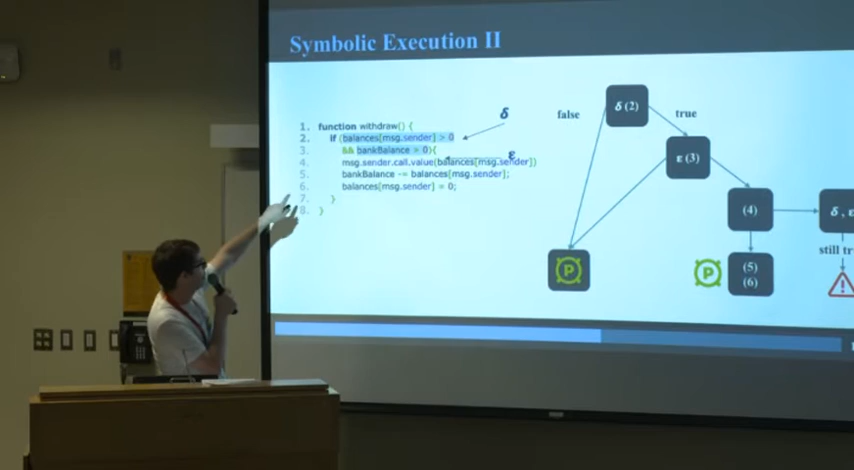 Symbolic Execution II
1. function withdraw() {
2. if (balances[msg.sender] > 0
3. && bankBalance > 0){
4. msg.sender.call.value(balances[msg.sender])
5. bankBalance -= balances[msg.sender];
6. balances[msg.sender] = 0;
7. }
8. }
δ
ε
false
true
δ (2)
ε (3)
(4)
δ , ε
still tr
P
P
(5)
(6)